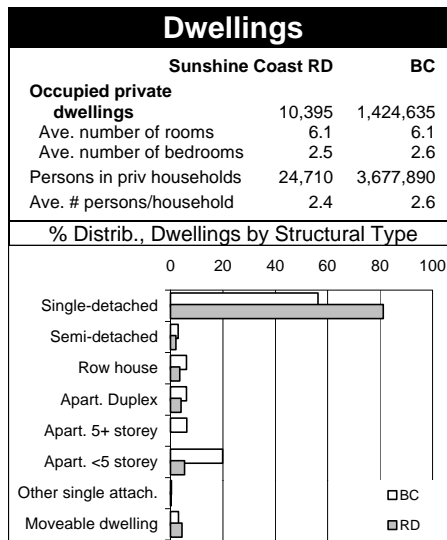 Dwellings
Sunshine Coast RD BC
Occupied private
dwellings 10,395 1,424,635
Ave. number of rooms 6.1 6.1
Ave. number of bedrooms 2.5 2.6
Persons in priv households 24,710 3,677,890
Ave. # persons/household 2.4 2.6
% Distrib., Dwellings by Structural Type
0 20 40 60 80 100
Single-detached
Semi-detached
Row house
Apart. Duplex
Apart. 5+ storey
Apart. <5 storey
Other single attach.
BC
Moveable dwelling
RD